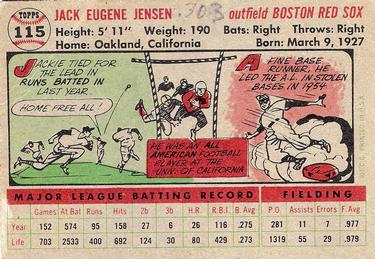 TOPPS
115
JACK EUGENE JENSEN
outfield BOSTON RED SOX
Height: 5' 11" Weight: 190 Bats: Right Throws: Right
Home: Oakland, California Born: March 9, 1927
JACKIE TIED FOR
THE LEAD IN
RUNS BATTED IN
LAST YEAR.
HOME FREE ALL!
HE WAS AN ALL
AMERICAN FOOTBALL
PLAYER AT THE
UNIV. OF CALIFORNIA
A FINE BASE
RUNNER, HE
LED THE A.L. IN STOLEN
BASES IN 1954.
MAJOR LEAGUE BATTING RECORD FIELDING
Games At Bat Runs Hits 2b 3b H.R. R.B.I. B. Avg P.O. Assists Errors F. Avg.
Year 152 574 95 158 27 6 26 116 .275 281 11 7 .977
Life 703 2533 400 704 124 30 80 429 .273 1319 55 29 .979